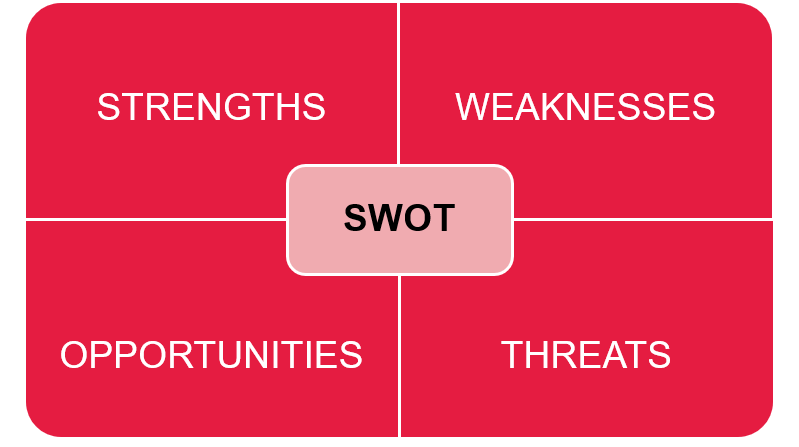 STRENGTHS
WEAKNESSES
SWOT
OPPORTUNITIES
THREATS